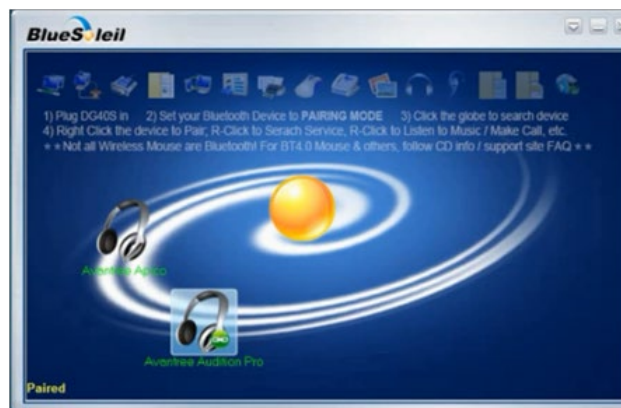 BlueSoleil
1) Plug DG40S in 2) Set your Bluetooth Device to PAIRING MODE 3) Click the globe to search device
4) Right Click the device to Pair; R-Click to Serach Service, R-Click to Listen to Music / Make Call, etc.
* *Not all Wireless Mouse are Bluetooth! For BT4.0 Mouse & others, follow CD info / support site FAQ * *
Avantree Apico
Avantree Audition Pro
Paired